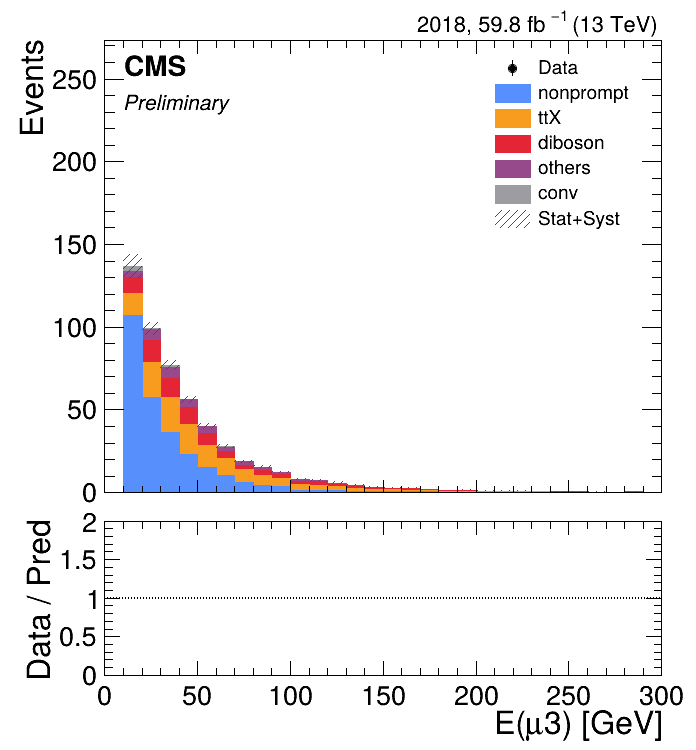 2018, 59.8 fb⁻¹ (13 TeV)
CMS
Preliminary
Data
nonprompt
ttX
diboson
others
conv
Stat+Syst
Events
250
200
150
100
50
0
Data / Pred
2
1.5
1
0.5
0
0 50 100 150 200 250 300
E(μ3) [GeV]